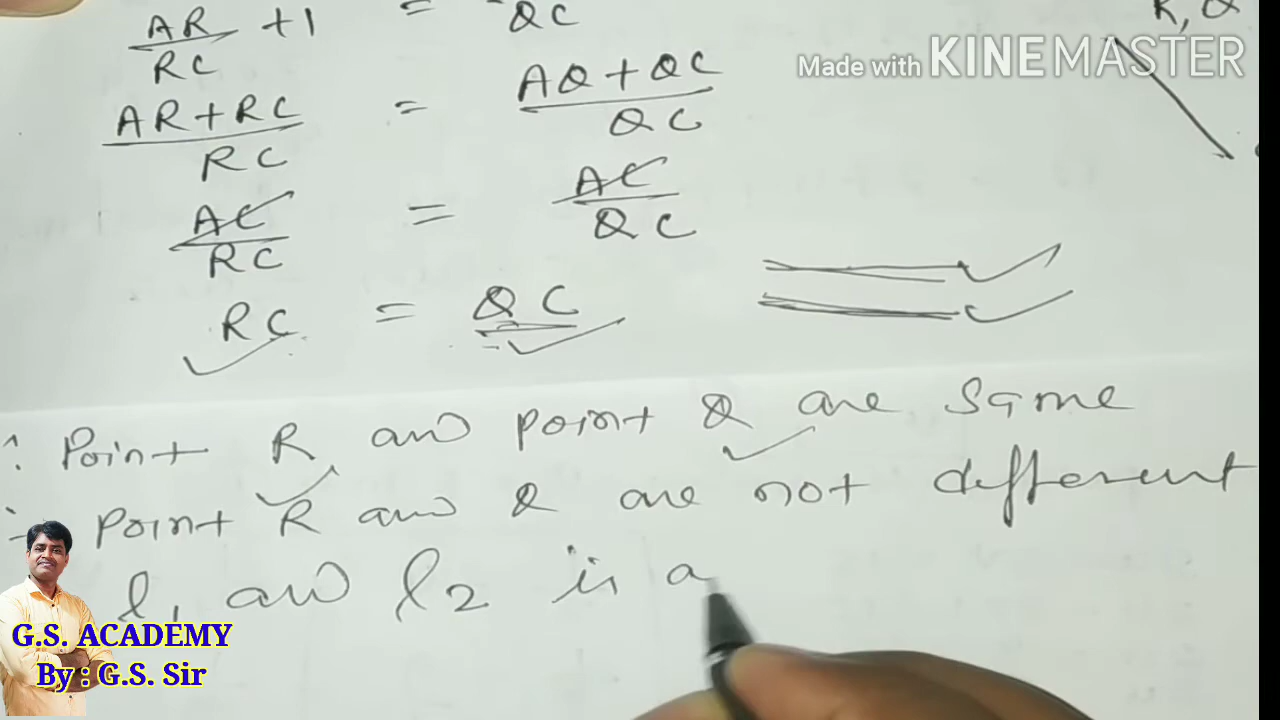 AR/RC + 1 = QC
R, Q
Made with KINEMASTER
AR + RC / RC = AQ + QC / QC
AC / RC = AC / QC
RC = QC
∴ Point R and point Q are same
∴ Point R and Q are not different
l1 and l2 is a
G.S. ACADEMY
By : G.S. Sir